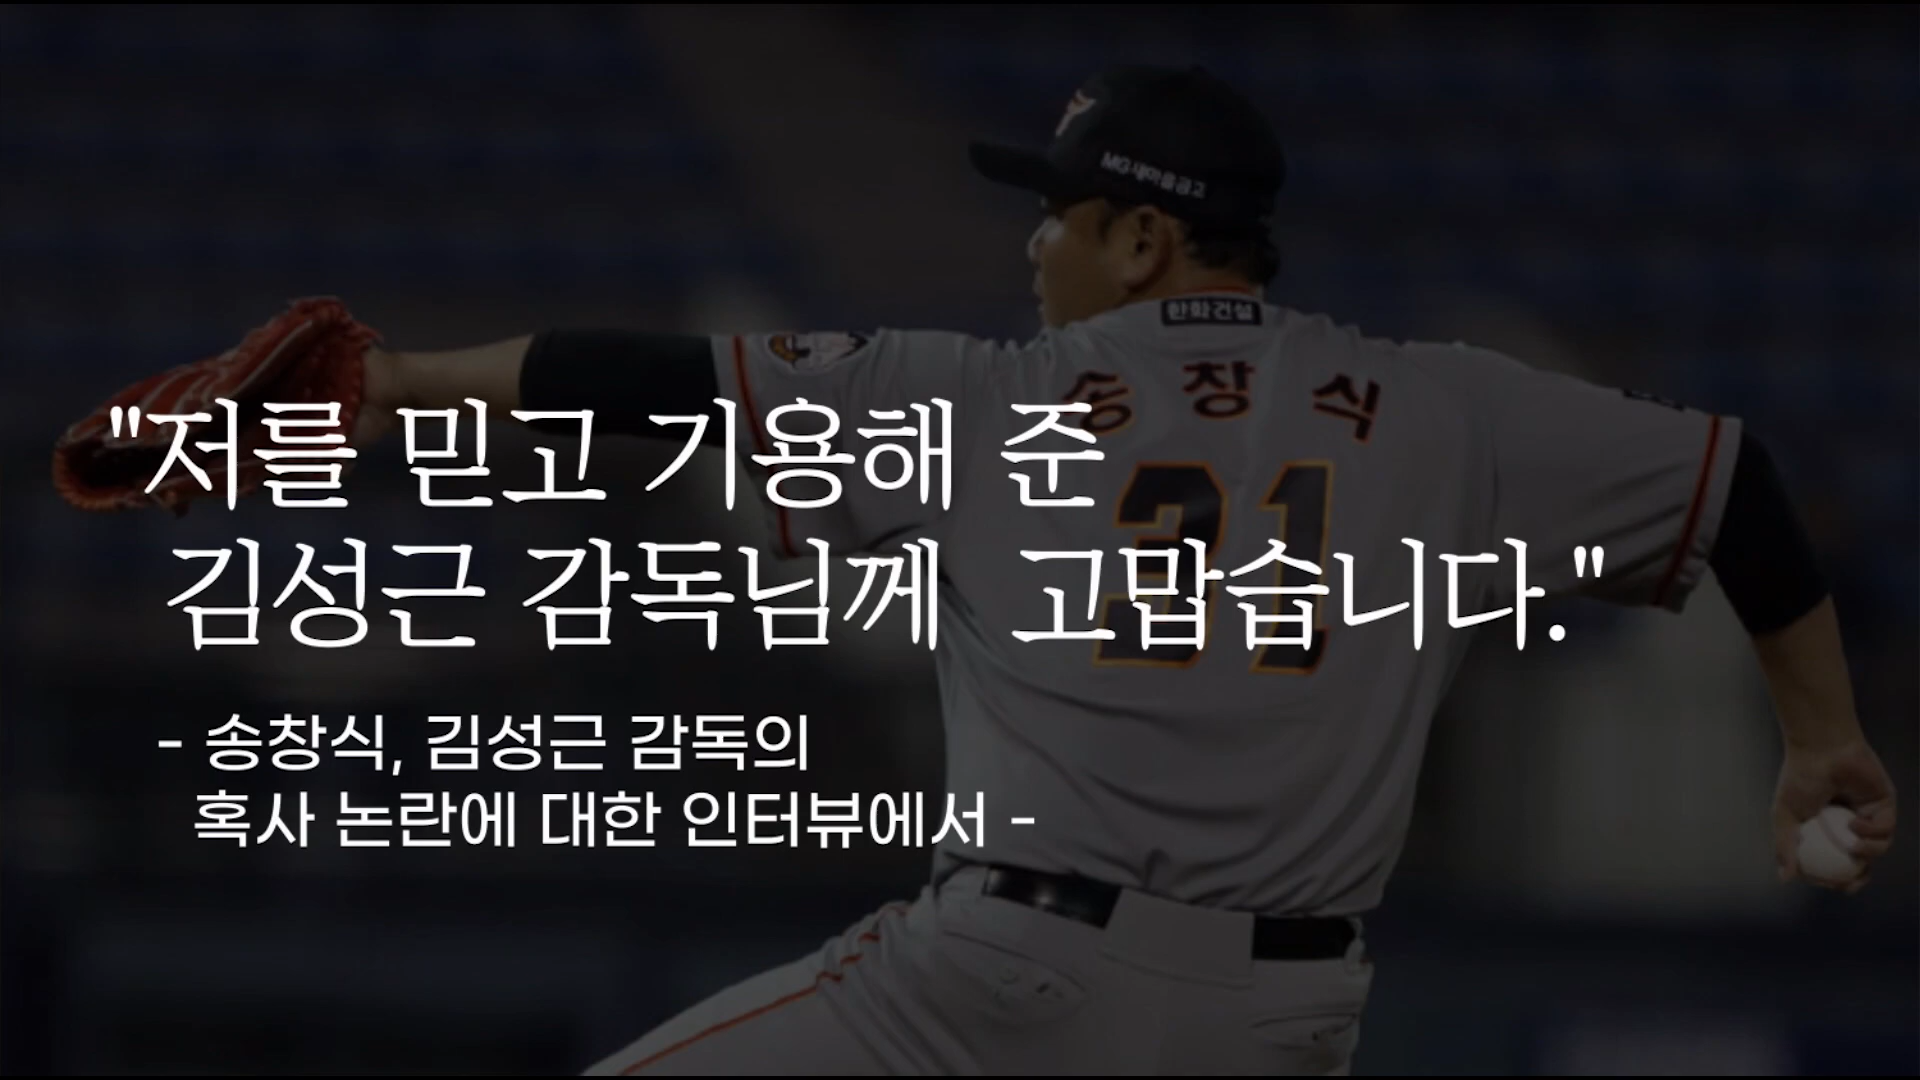 MG새마을금고
한화건설
송창식
31
"저를 믿고 기용해 준
김성근 감독님께 고맙습니다."
- 송창식, 김성근 감독의
혹사 논란에 대한 인터뷰에서 -